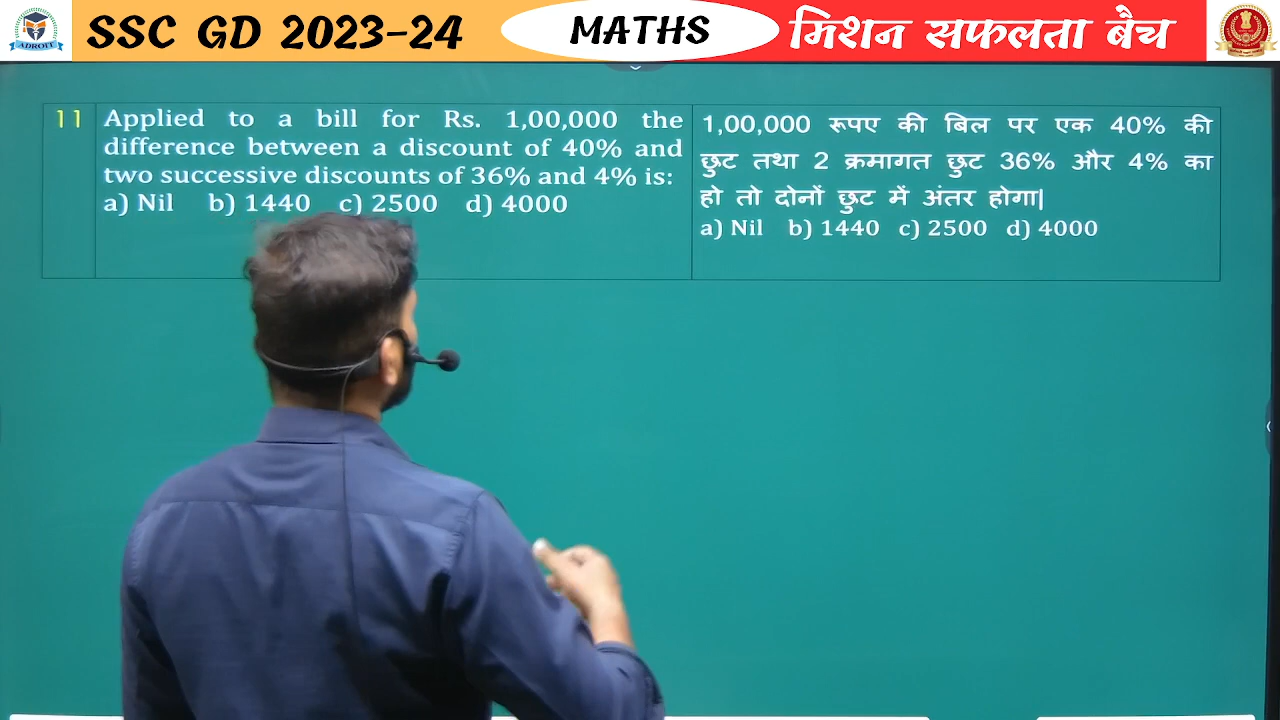 SSC GD 2023-24
MATHS
मिशन सफलता बैच
ADROIT
11
Applied to a bill for Rs. 1,00,000 the
difference between a discount of 40% and
two successive discounts of 36% and 4% is:
a) Nil b) 1440 c) 2500 d) 4000
1,00,000 रूपए की बिल पर एक 40% की
छुट तथा 2 क्रमागत छुट 36% और 4% का
हो तो दोनों छुट में अंतर होगा|
a) Nil b) 1440 c) 2500 d) 4000